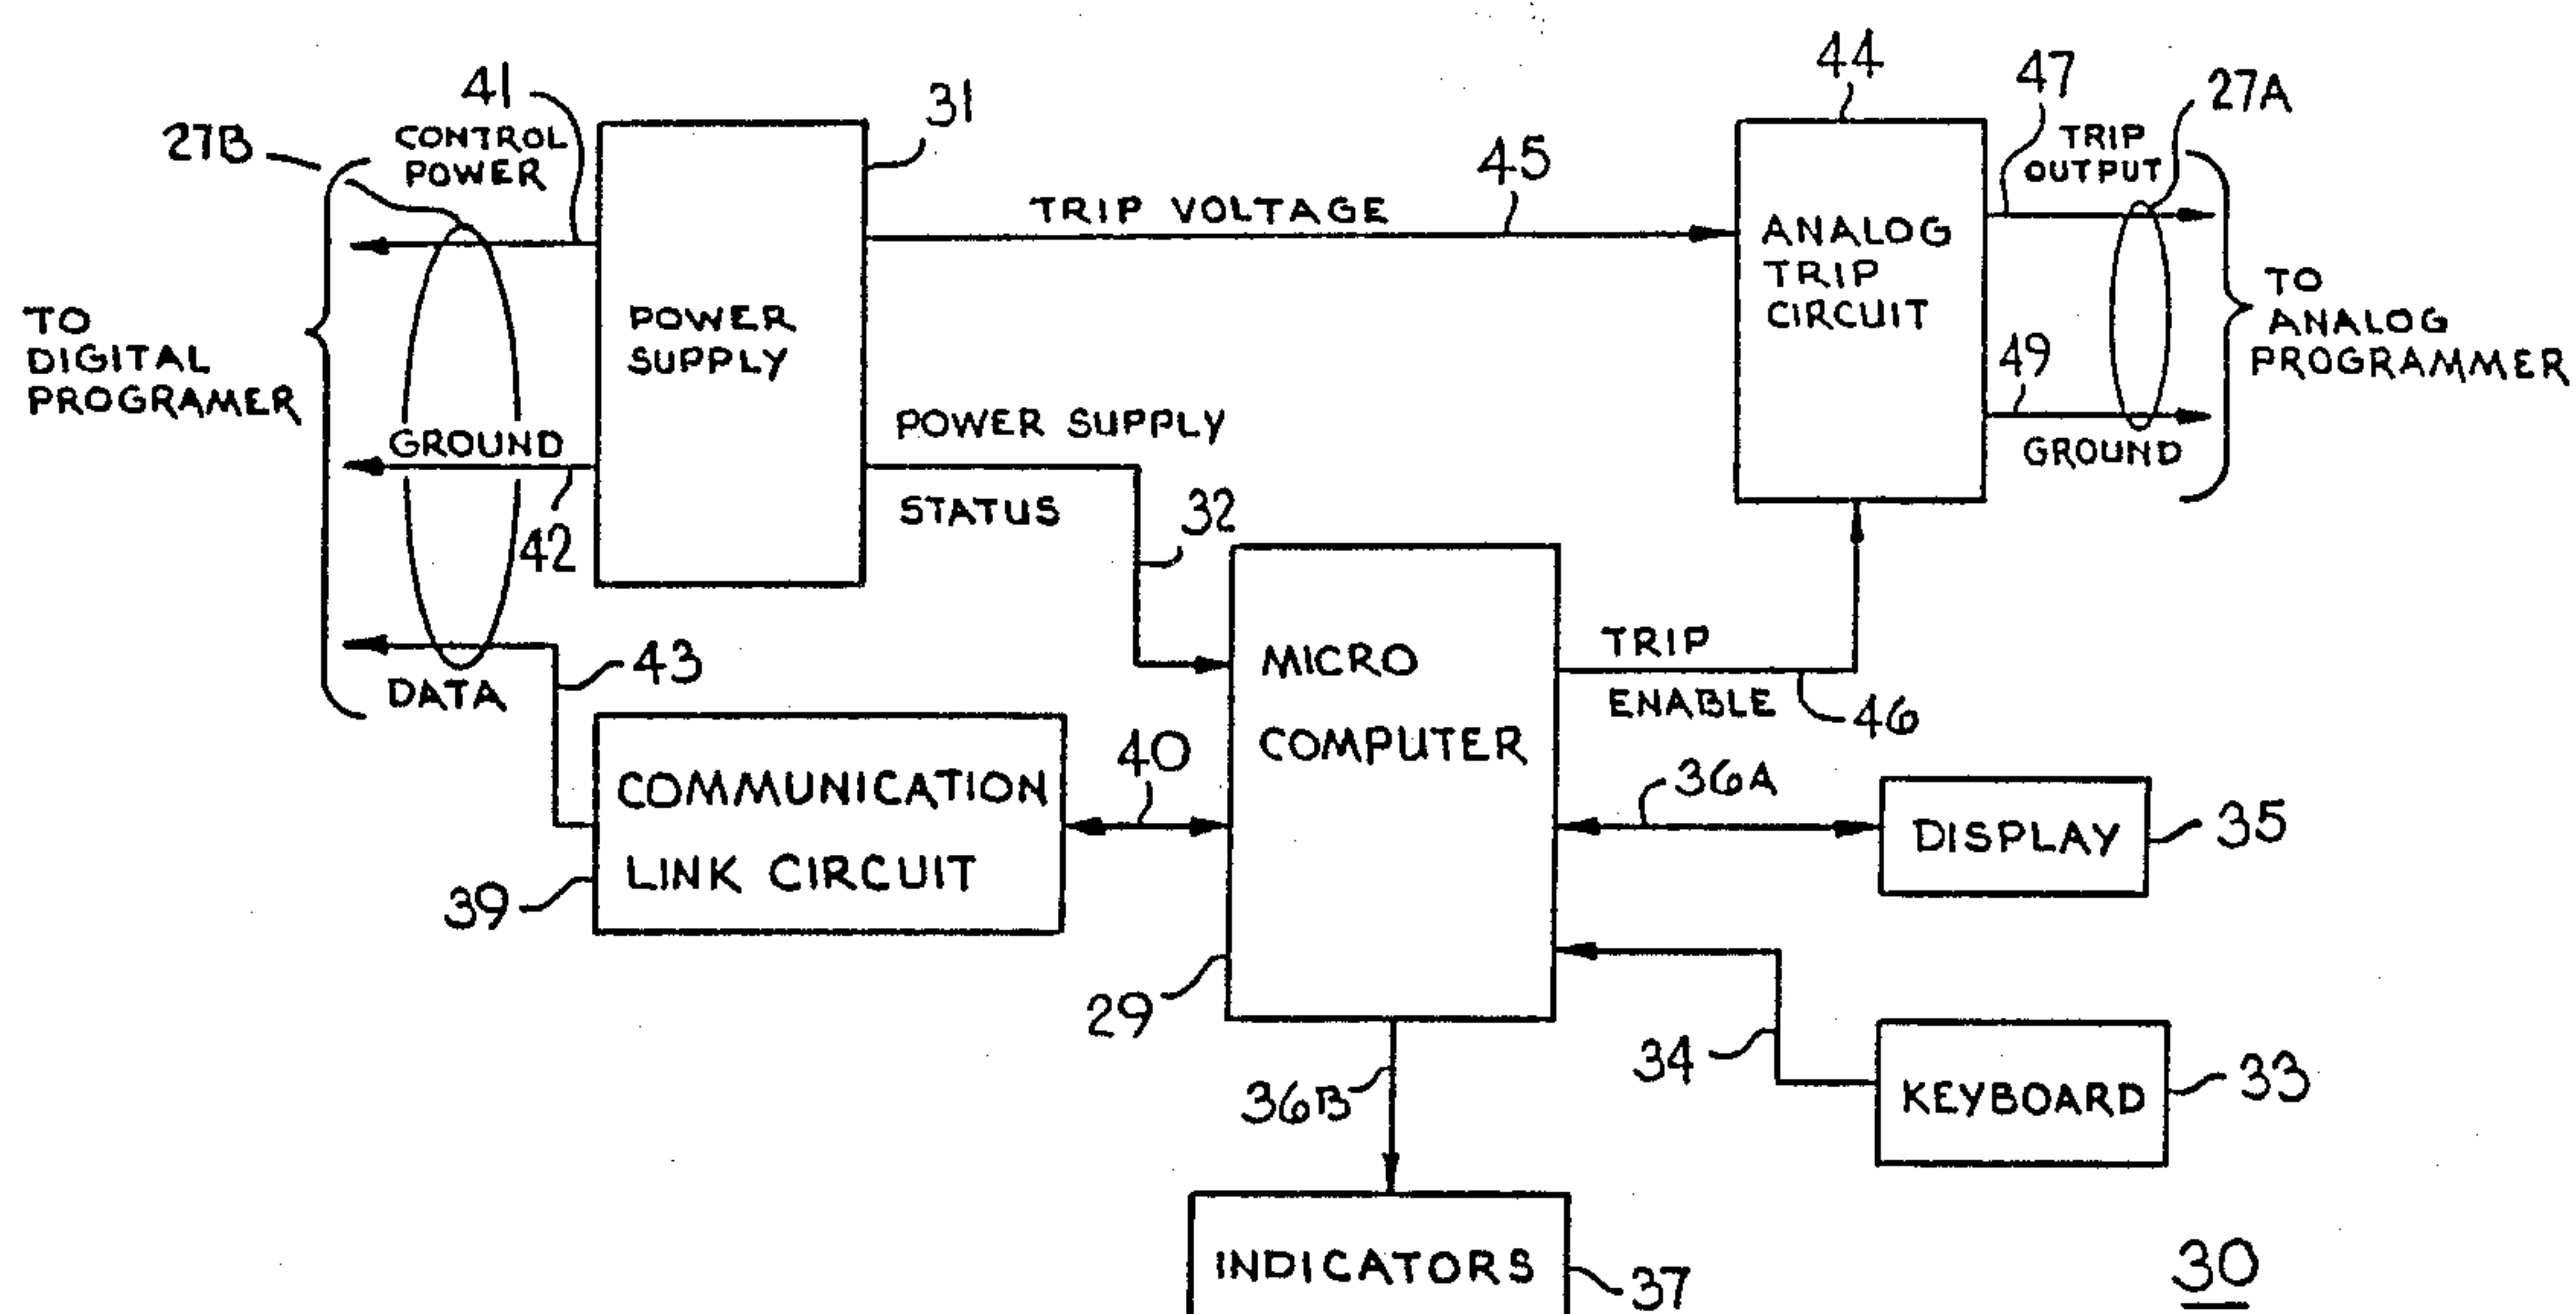 41
CONTROL
POWER
27B
31
44
47
27A
TRIP
OUTPUT
45
TRIP VOLTAGE
TO
DIGITAL
PROGRAMER
POWER
SUPPLY
ANALOG
TRIP
CIRCUIT
TO
ANALOG
PROGRAMMER
49
GROUND
GROUND
42
POWER SUPPLY
STATUS
32
43
DATA
MICRO
COMPUTER
TRIP
ENABLE
46
COMMUNICATION
LINK CIRCUIT
39
40
36A
DISPLAY
35
29
34
KEYBOARD
33
36B
INDICATORS
37
30